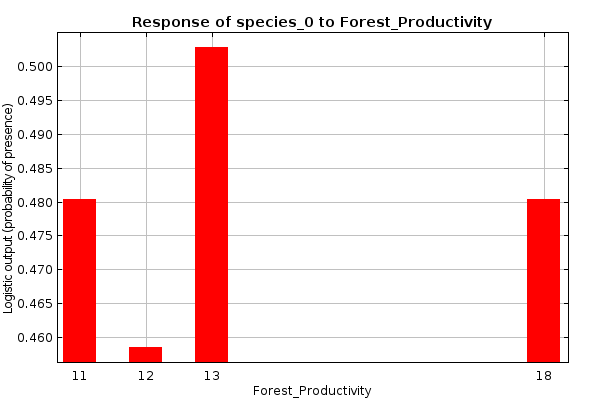 Response of species_0 to Forest_Productivity
Logistic output (probability of presence)
0.500
0.495
0.490
0.485
0.480
0.475
0.470
0.465
0.460
11 12 13 18
Forest_Productivity